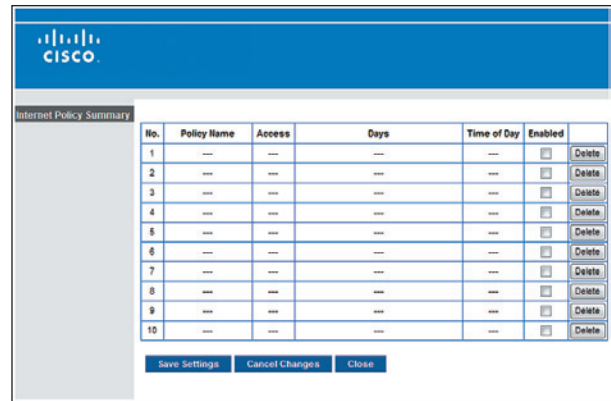 CISCO.
Internet Policy Summary
No. Policy Name Access Days Time of Day Enabled
1 --- --- --- --- Delete
2 --- --- --- --- Delete
3 --- --- --- --- Delete
4 --- --- --- --- Delete
5 --- --- --- --- Delete
6 --- --- --- --- Delete
7 --- --- --- --- Delete
8 --- --- --- --- Delete
9 --- --- --- --- Delete
10 --- --- --- --- Delete
Save Settings Cancel Changes Close